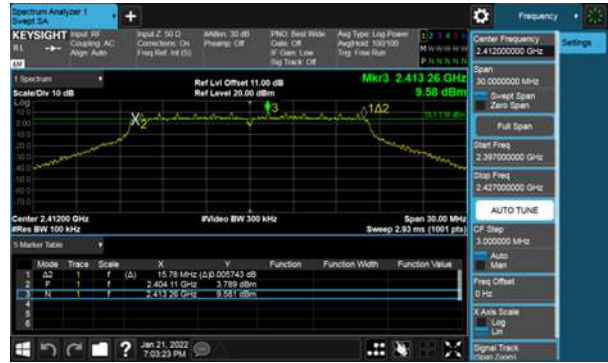 Spectrum Analyzer 1
Swept SA
+
Frequency
KEYSIGHT Input: RF Input Z: 50 Ω #Atten: 30 dB PNO: Best Wide Avg Type: Log-Power 1 2 3 4 5 6
RL Coupling: AC Corrections: On Preamp: Off Gate: Off Avg|Hold: 100/100 M W W W W W
Align: Auto Freq Ref: Int (S) IF Gain: Low Trig: Free Run
Sig Track: Off P N N N N N
Center Frequency
2.412000000 GHz
Settings
Span
30.0000000 MHz
Swept Span
Zero Span
Full Span
Start Freq
2.397000000 GHz
Stop Freq
2.427000000 GHz
AUTO TUNE
CF Step
3.000000 MHz
Auto
Man
Freq Offset
0 Hz
X Axis Scale
Log
Lin
Signal Track
(Span Zoom)
1 Spectrum
Ref Lvl Offset 11.00 dB
Mkr3 2.413 26 GHz
Scale/Div 10 dB
Ref Level 20.00 dBm
9.58 dBm
Log
3
1Δ2
2
Center 2.41200 GHz
#Video BW 300 kHz
Span 30.00 MHz
#Res BW 100 kHz
Sweep 2.93 ms (1001 pts)
5 Marker Table
Mode Trace Scale X Y Function Function Width Function Value
1 Δ2 1 f (Δ) 15.78 MHz (Δ) 0.005743 dB
2 F 1 f 2.404 11 GHz 3.789 dBm
3 N 1 f 2.413 26 GHz 9.581 dBm
4
5
6
?
Jan 21, 2022
7:03:23 PM